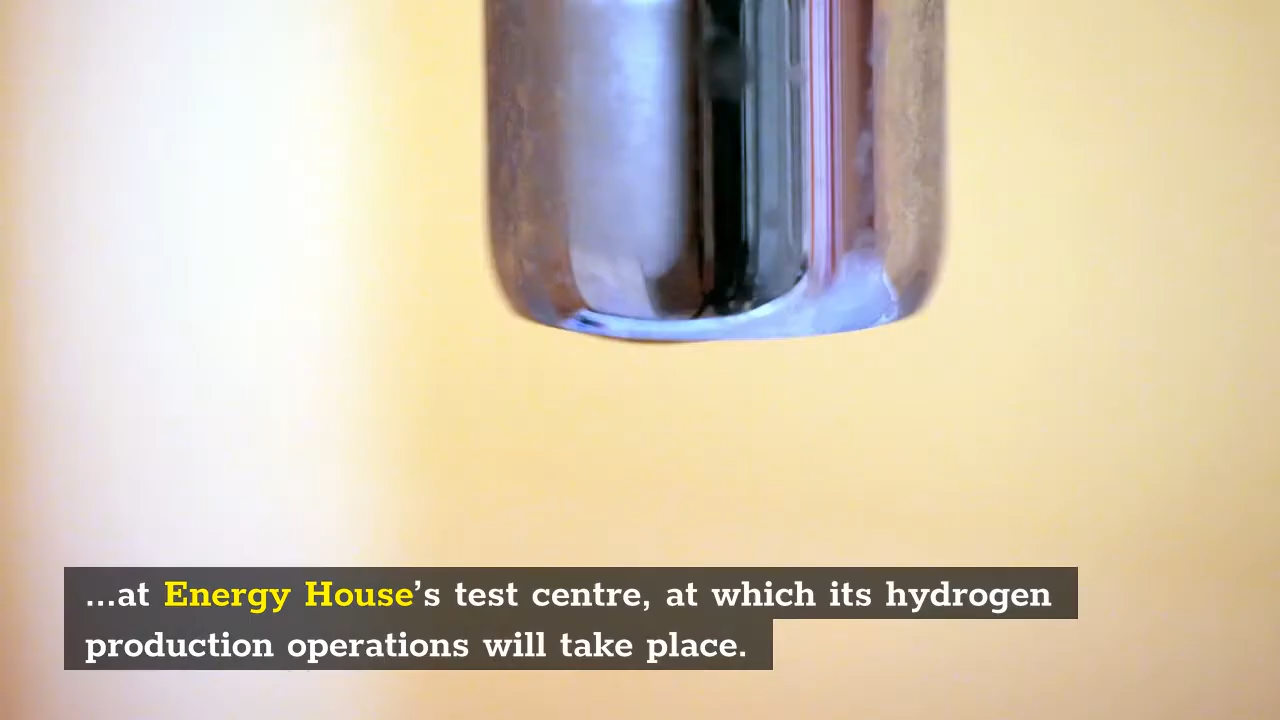 ...at Energy House's test centre, at which its hydrogen
production operations will take place.